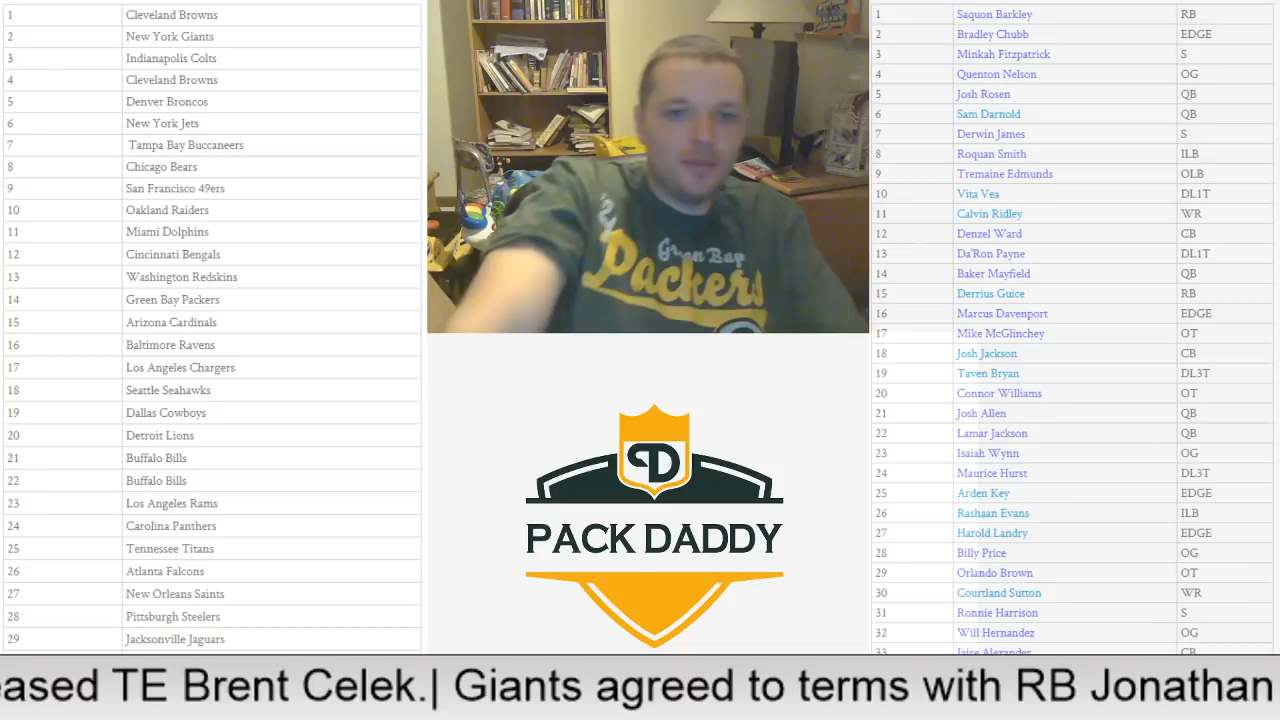 1 Cleveland Browns
2 New York Giants
3 Indianapolis Colts
4 Cleveland Browns
5 Denver Broncos
6 New York Jets
7 Tampa Bay Buccaneers
8 Chicago Bears
9 San Francisco 49ers
10 Oakland Raiders
11 Miami Dolphins
12 Cincinnati Bengals
13 Washington Redskins
14 Green Bay Packers
15 Arizona Cardinals
16 Baltimore Ravens
17 Los Angeles Chargers
18 Seattle Seahawks
19 Dallas Cowboys
20 Detroit Lions
21 Buffalo Bills
22 Buffalo Bills
23 Los Angeles Rams
24 Carolina Panthers
25 Tennessee Titans
26 Atlanta Falcons
27 New Orleans Saints
28 Pittsburgh Steelers
29 Jacksonville Jaguars
Green Bay
Packers
PD
PACK DADDY
1 Saquon Barkley RB
2 Bradley Chubb EDGE
3 Minkah Fitzpatrick S
4 Quenton Nelson OG
5 Josh Rosen QB
6 Sam Darnold QB
7 Derwin James S
8 Roquan Smith ILB
9 Tremaine Edmunds OLB
10 Vita Vea DL1T
11 Calvin Ridley WR
12 Denzel Ward CB
13 Da'Ron Payne DL1T
14 Baker Mayfield QB
15 Derrius Guice RB
16 Marcus Davenport EDGE
17 Mike McGlinchey OT
18 Josh Jackson CB
19 Taven Bryan DL3T
20 Connor Williams OT
21 Josh Allen QB
22 Lamar Jackson QB
23 Isaiah Wynn OG
24 Maurice Hurst DL3T
25 Arden Key EDGE
26 Rashaan Evans ILB
27 Harold Landry EDGE
28 Billy Price OG
29 Orlando Brown OT
30 Courtland Sutton WR
31 Ronnie Harrison S
32 Will Hernandez OG
33 Jaire Alexander CB
eased TE Brent Celek.| Giants agreed to terms with RB Jonathan